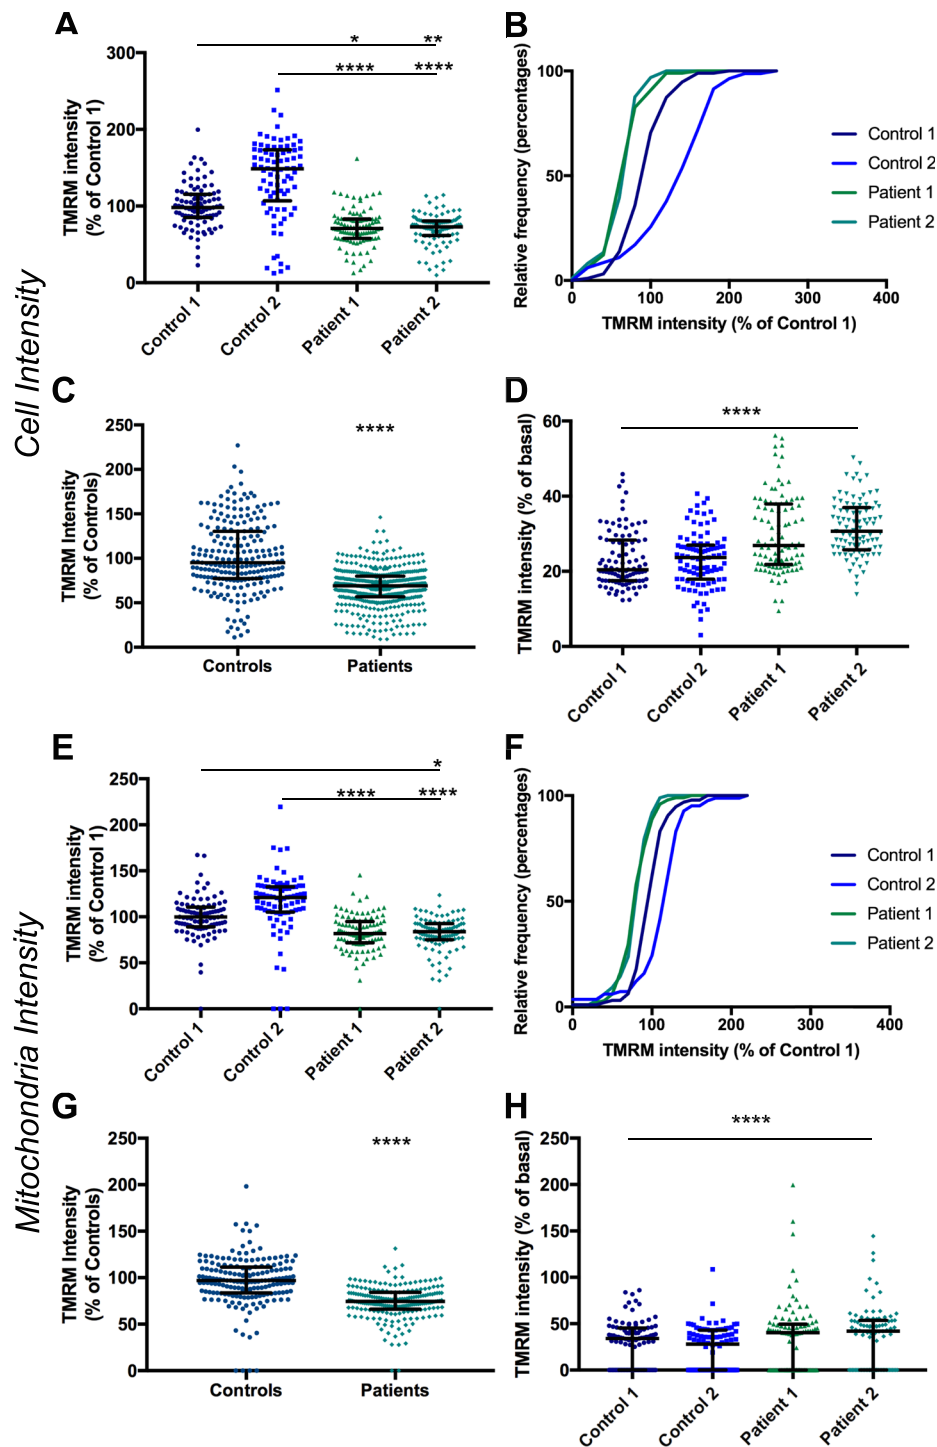 Cell Intensity
A
TMRM intensity
(% of Control 1)
300
200
100
0
* **
**** ****
Control 1
Control 2
Patient 1
Patient 2
B
Relative frequency (percentages)
100
50
0
0 100 200 300 400
TMRM intensity (% of Control 1)
Control 1
Control 2
Patient 1
Patient 2
C
TMRM Intensity
(% of Controls)
250
200
150
100
50
0
****
Controls Patients
D
TMRM intensity (% of basal)
60
40
20
0
****
Control 1
Control 2
Patient 1
Patient 2
Mitochondria Intensity
E
TMRM intensity
(% of Control 1)
250
200
150
100
50
0
*
**** ****
Control 1
Control 2
Patient 1
Patient 2
F
Relative frequency (percentages)
100
50
0
0 100 200 300 400
TMRM intensity (% of Control 1)
Control 1
Control 2
Patient 1
Patient 2
G
TMRM Intensity
(% of Controls)
250
200
150
100
50
0
****
Controls Patients
H
TMRM intensity (% of basal)
250
200
150
100
50
0
****
Control 1
Control 2
Patient 1
Patient 2